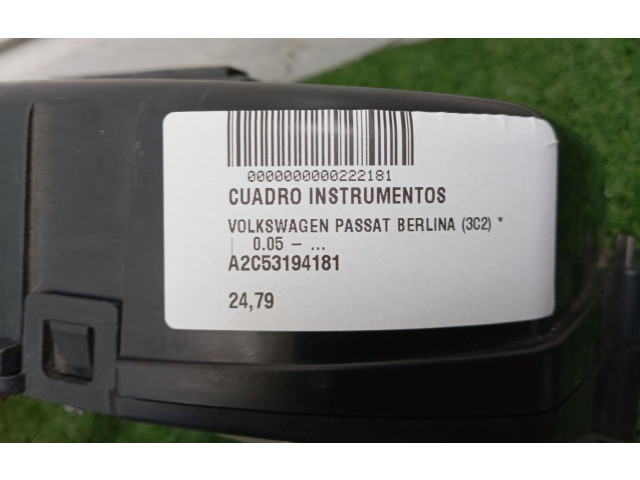 0000000000222181
CUADRO INSTRUMENTOS
VOLKSWAGEN PASSAT BERLINA (3C2) *
| 0.05 – ...
A2C53194181
24,79